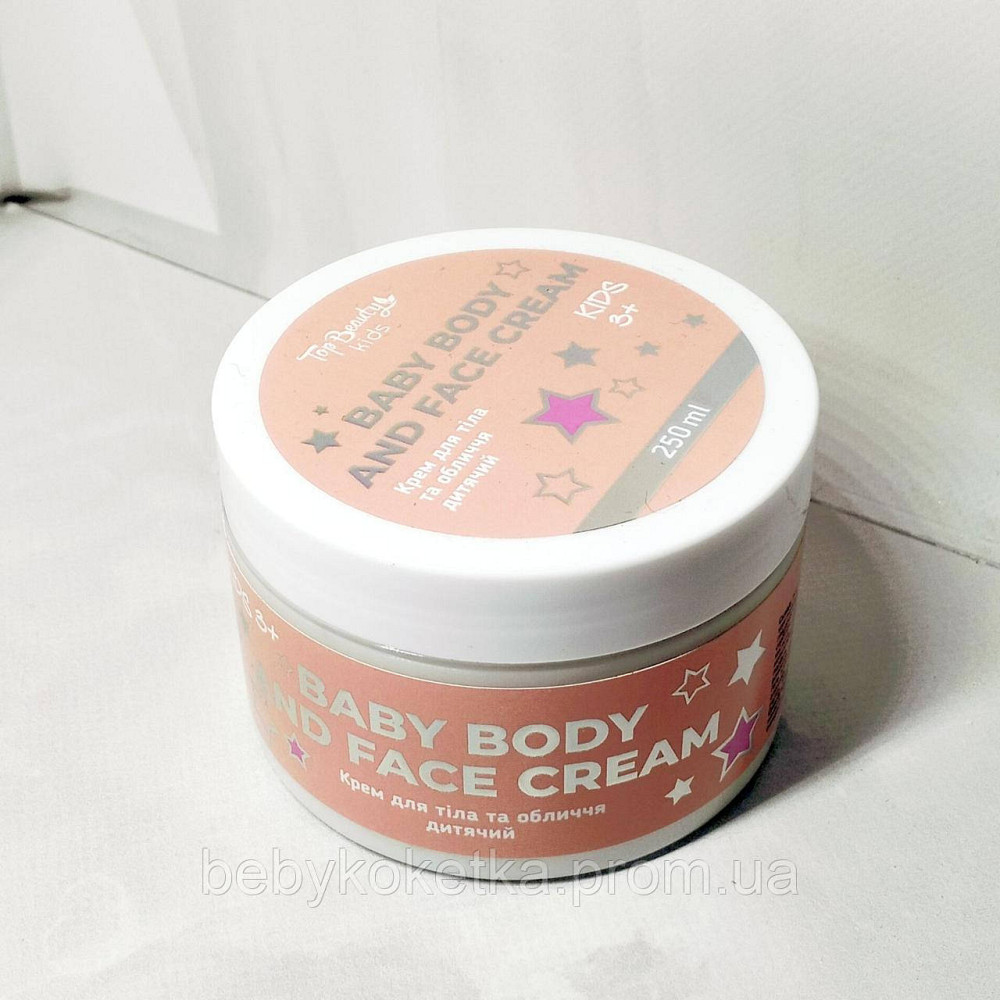 Top Beauty
kids
BABY BODY
AND FACE CREAM
KIDS
3+
Крем для тіла
та обличчя
дитячий
250 ml
3+
BABY BODY
AND FACE CREAM
Крем для тіла та обличчя
дитячий
bebykoketka.prom.ua